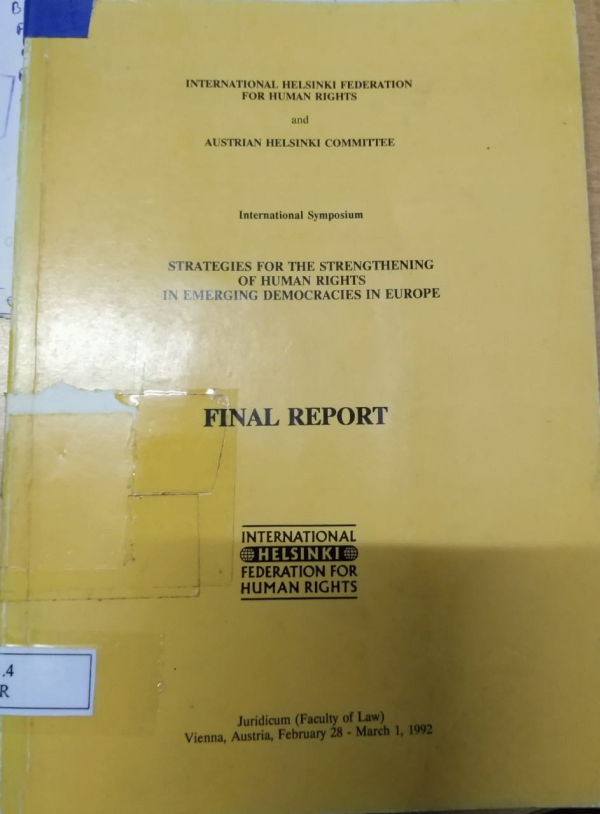 INTERNATIONAL HELSINKI FEDERATION
FOR HUMAN RIGHTS
and
AUSTRIAN HELSINKI COMMITTEE
International Symposium
STRATEGIES FOR THE STRENGTHENING
OF HUMAN RIGHTS
IN EMERGING DEMOCRACIES IN EUROPE
FINAL REPORT
INTERNATIONAL
HELSINKI
FEDERATION FOR
HUMAN RIGHTS
.4
R
Juridicum (Faculty of Law)
Vienna, Austria, February 28 - March 1, 1992